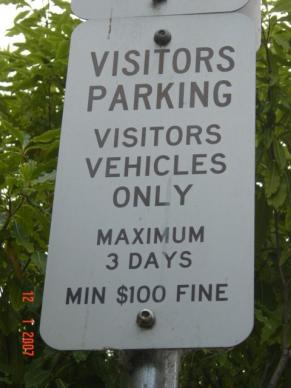 VISITORS
PARKING
VISITORS
VEHICLES
ONLY
MAXIMUM
3 DAYS
MIN $100 FINE
12 1 2007